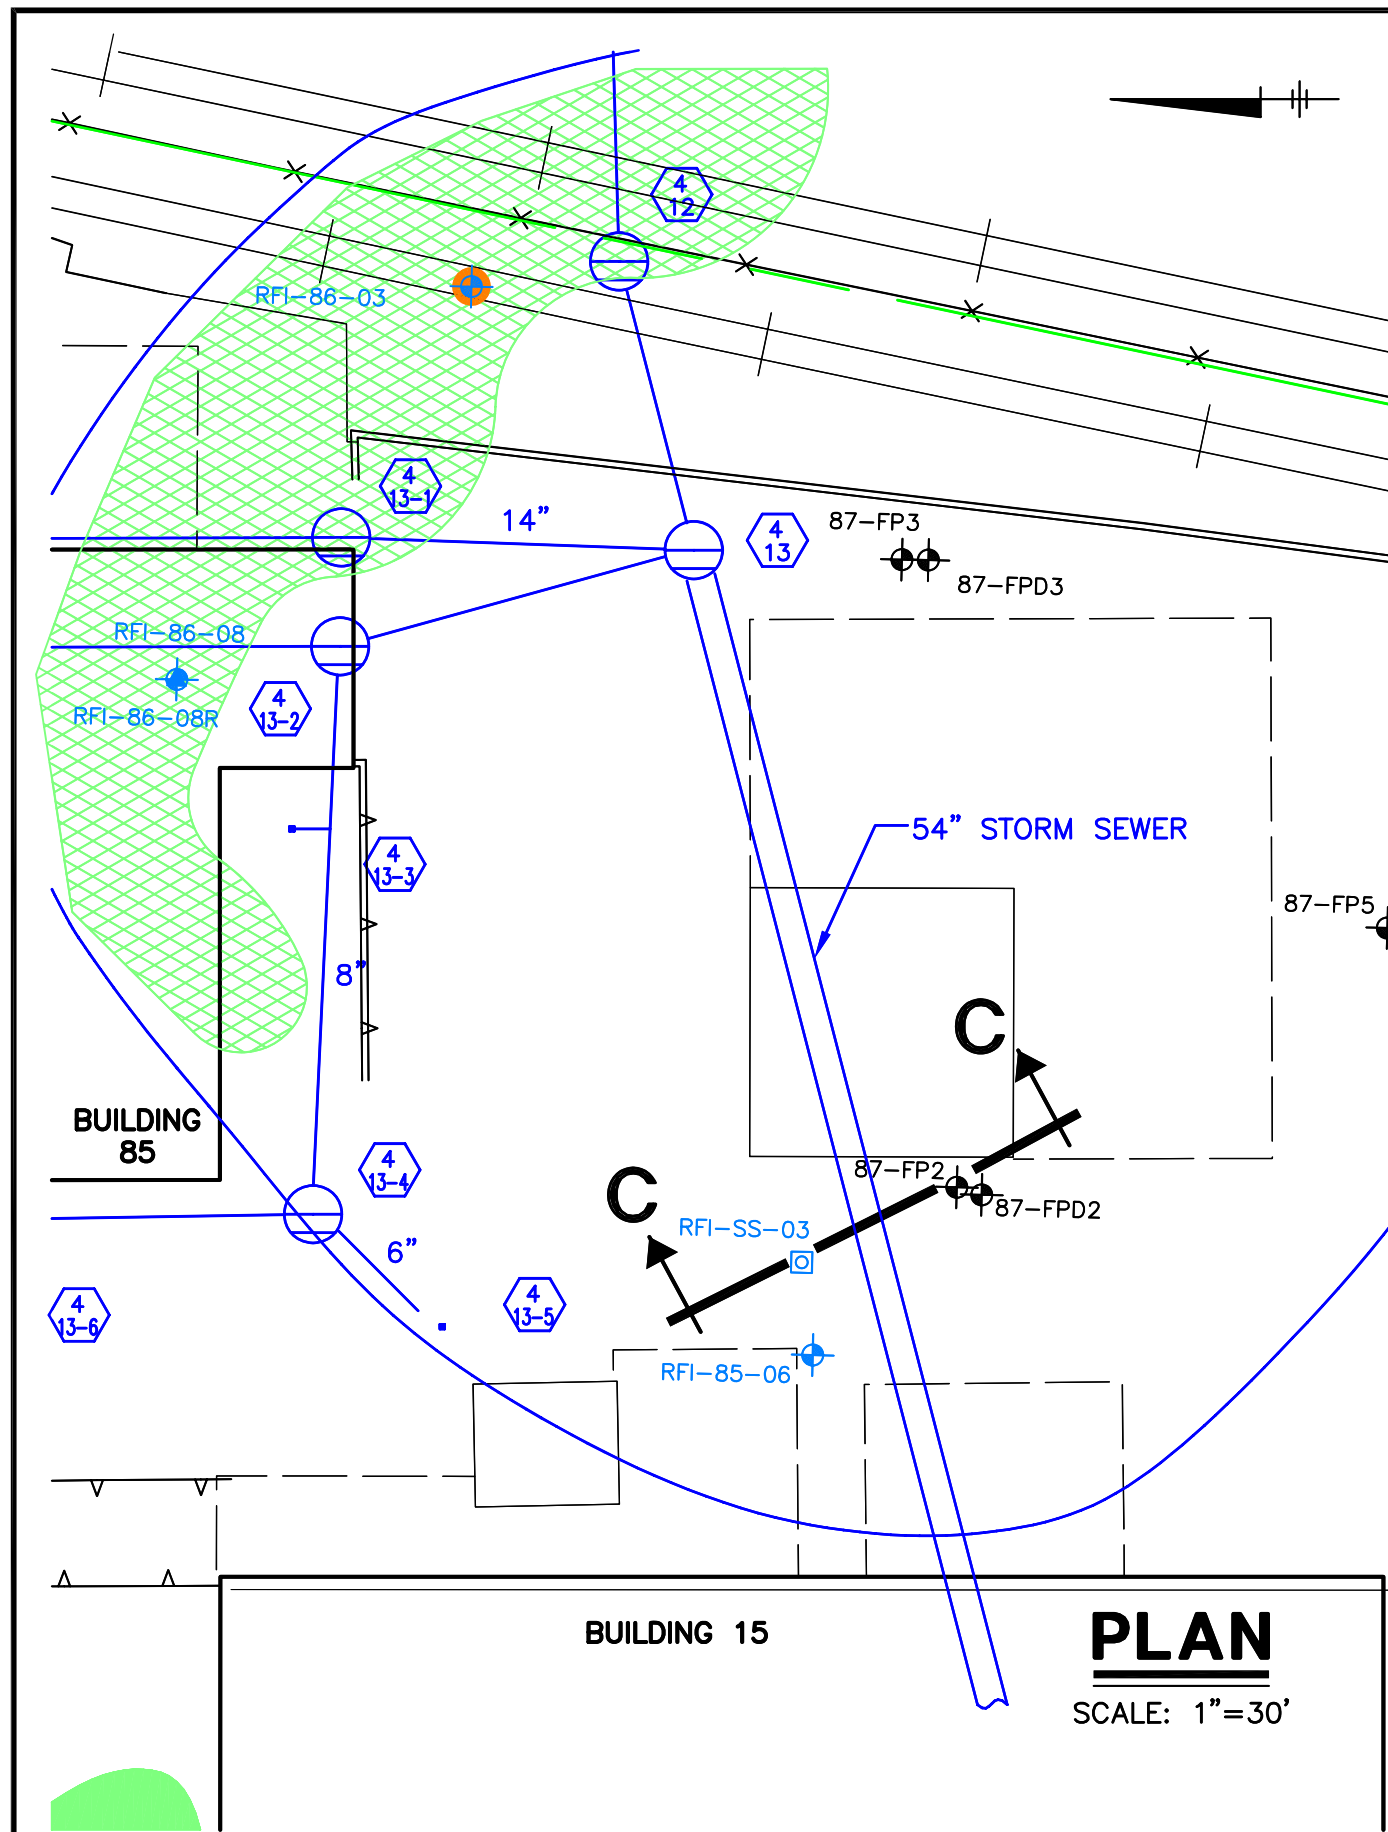 4
12
RFI-86-03
4
13-1
14”
4
13
87-FP3
87-FPD3
RFI-86-08
RFI-86-08R
4
13-2
54” STORM SEWER
4
13-3
87-FP5
8”
C
BUILDING
85
4
13-4
C
87-FP2
87-FPD2
RFI-SS-03
6”
4
13-5
4
13-6
RFI-85-06
BUILDING 15
PLAN
SCALE: 1”=30’